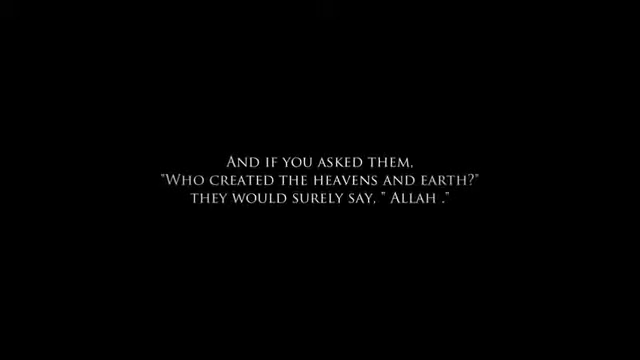 And if you asked them,
"Who created the heavens and earth?"
they would surely say, " Allah ."